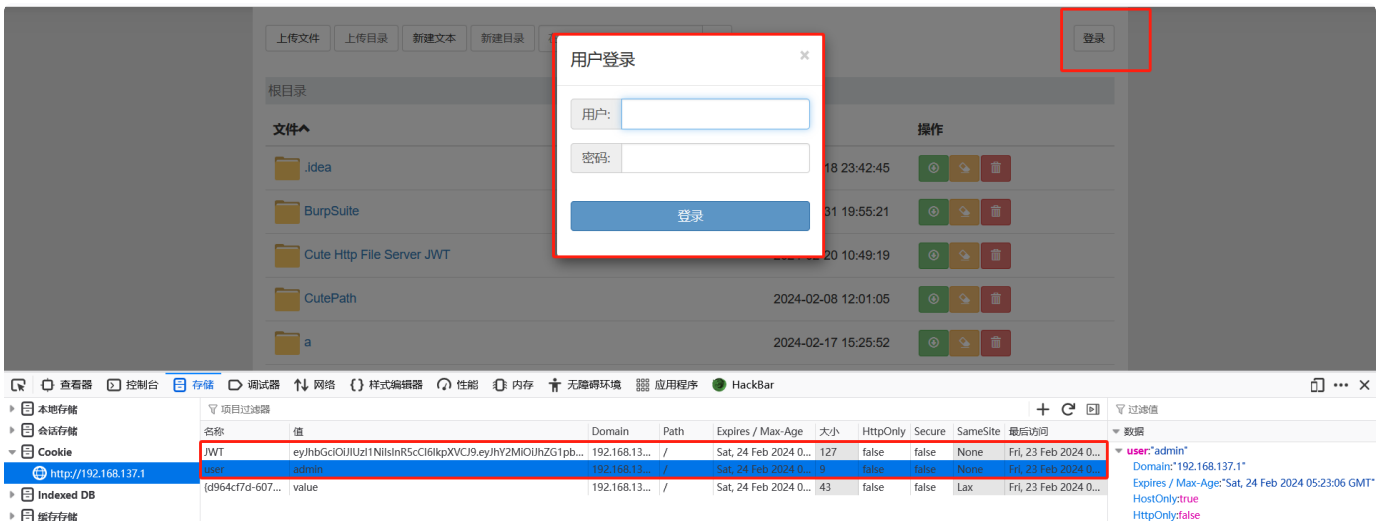 上传文件 上传目录 新建文本 新建目录 登录
用户登录 ×
根目录
用户:
文件 操作
密码:
.idea 18 23:42:45
BurpSuite 31 19:55:21
登录
Cute Http File Server JWT 20 10:49:19
CutePath 2024-02-08 12:01:05
a 2024-02-17 15:25:52
查看器 控制台 存储 调试器 网络 {} 样式编辑器 性能 内存 无障碍环境 应用程序 HackBar
本地存储 项目过滤器 过滤值
会话存储 名称 值 Domain Path Expires / Max-Age 大小 HttpOnly Secure SameSite 最后访问 数据
Cookie JWT 192.168.13... / Sat, 24 Feb 2024 0... 127 false false None Fri, 23 Feb 2024 0... user:"admin"
http://192.168.137.1 user admin 192.168.13... / Sat, 24 Feb 2024 0... 9 false false None Fri, 23 Feb 2024 0... Domain:"192.168.137.1"
Indexed DB {d964cf7d-607... value 192.168.13... / Sat, 24 Feb 2024 0... 43 false false Lax Fri, 23 Feb 2024 0... Expires / Max-Age:"Sat, 24 Feb 2024 05:23:06 GMT"
HostOnly:true
缓存存储 HttpOnly:false